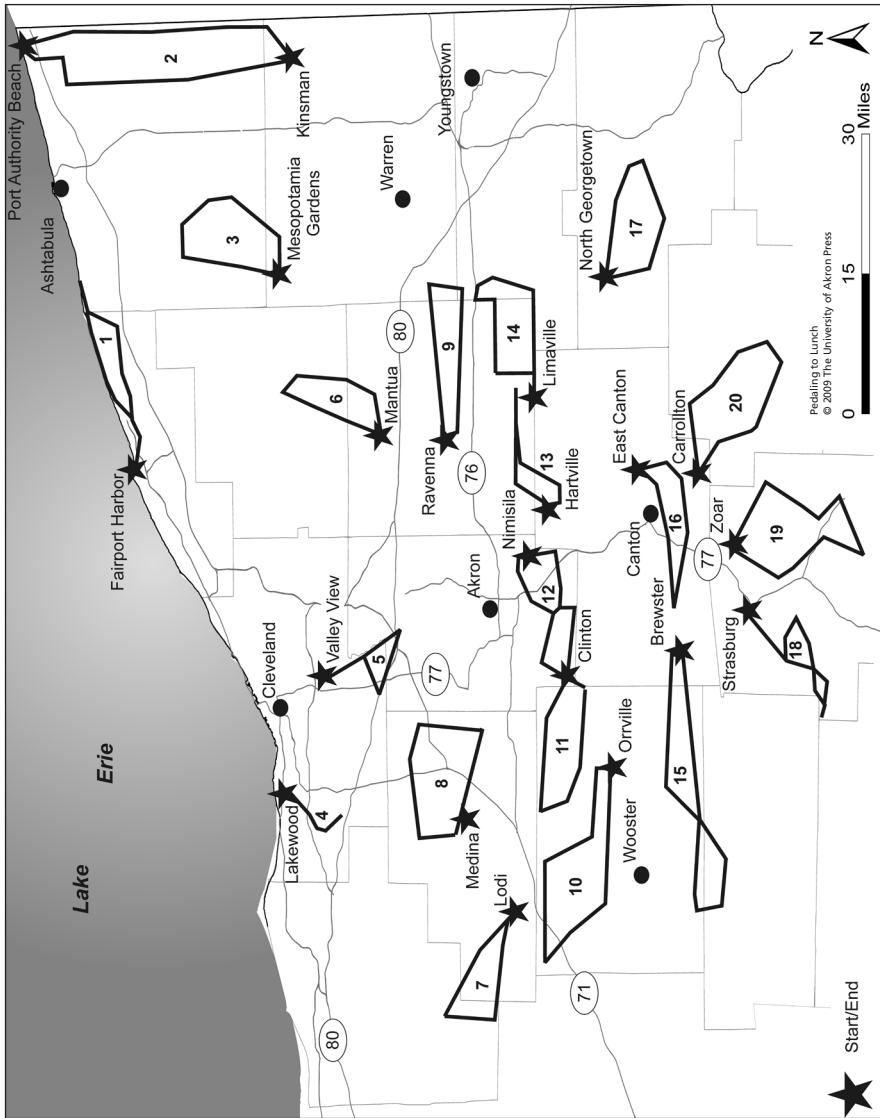 Lake
Erie
Port Authority Beach
Ashtabula
1
2
Kinsman
3
Mesopotamia
Gardens
Fairport Harbor
Cleveland
Valley View
Lakewood
4
5
6
Mantua
Warren
Youngstown
80
80
77
8
Medina
Ravenna
9
76
Akron
Lodi
7
71
Nimisila
12
Clinton
11
Hartville
13
Limaville
14
North Georgetown
17
10
Orrville
Wooster
Canton
East Canton
16
Brewster
15
Carrollton
20
Zoar
77
19
Strasburg
18
Start/End
0
15
30
Miles
N
Pedaling to Lunch
© 2009 The University of Akron Press